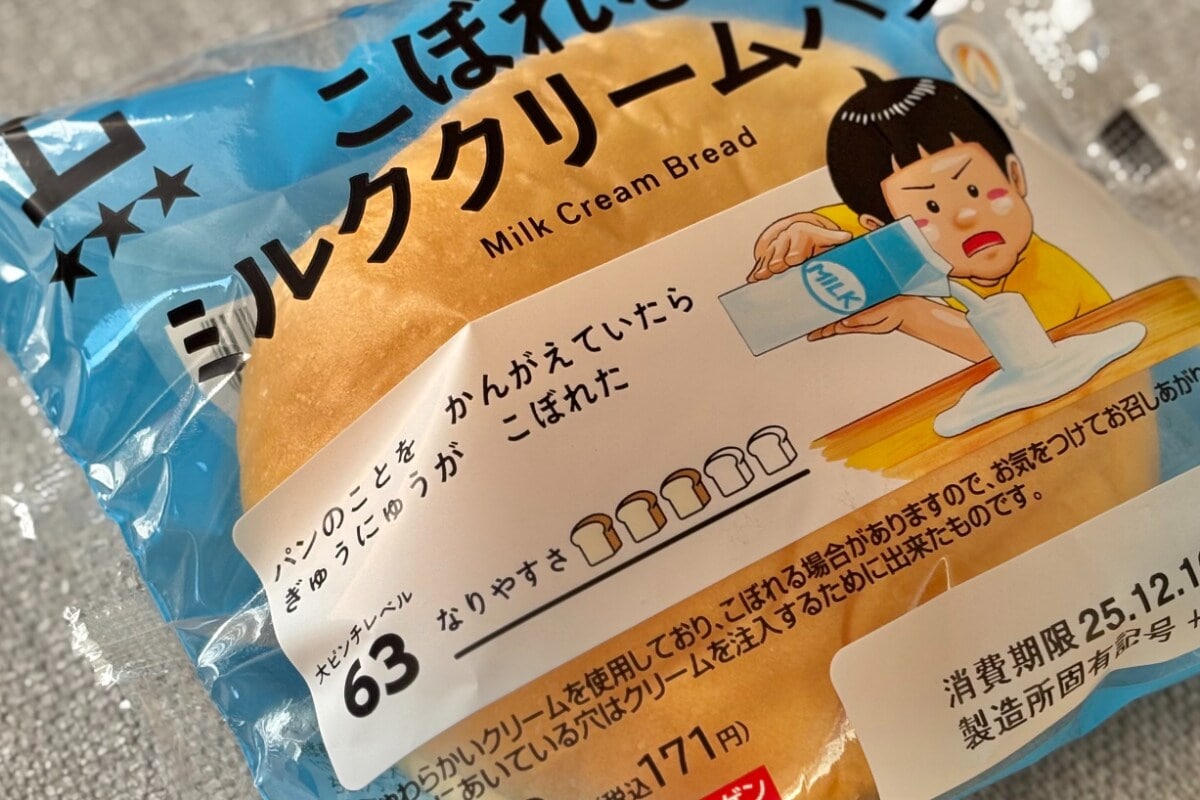 こぼれ
ミルククリームパン
Milk Cream Bread
MILK
パンのことを かんがえていたら
ぎゅうにゅうが こぼれた
大ピンチレベル
63
なりやすさ
わらかいクリームを使用しており、こぼれる場合がありますので、お気をつけてお召しあがり
にあいている穴はクリームを注入するために出来たものです。
税込171円)
消費期限 25.12.1
製造所固有記号
ゲン